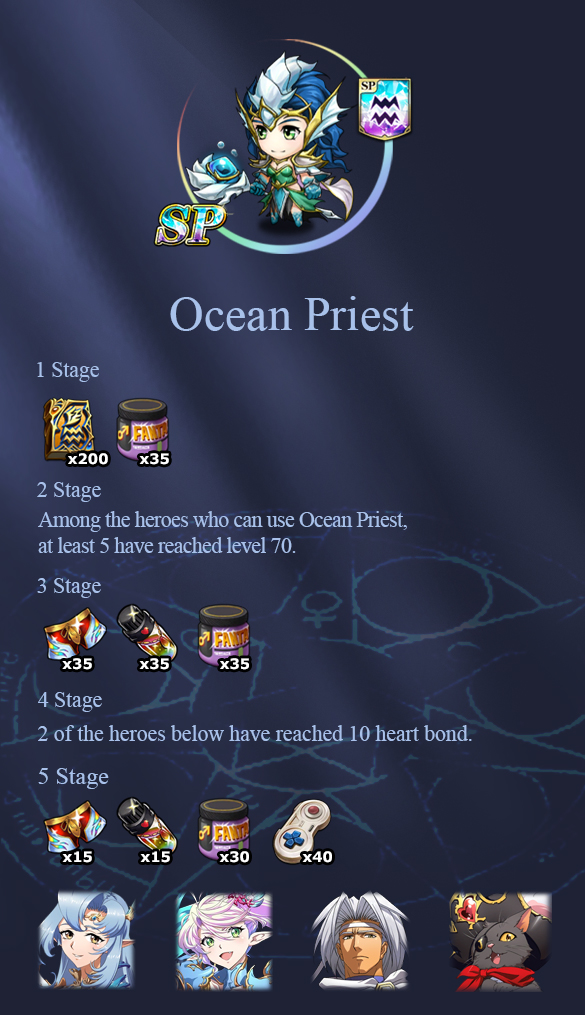 SP
SP
Ocean Priest
1 Stage
x200
x35
2 Stage
Among the heroes who can use Ocean Priest,
at least 5 have reached level 70.
3 Stage
x35
x35
x35
4 Stage
2 of the heroes below have reached 10 heart bond.
5 Stage
x15
x15
x30
x40